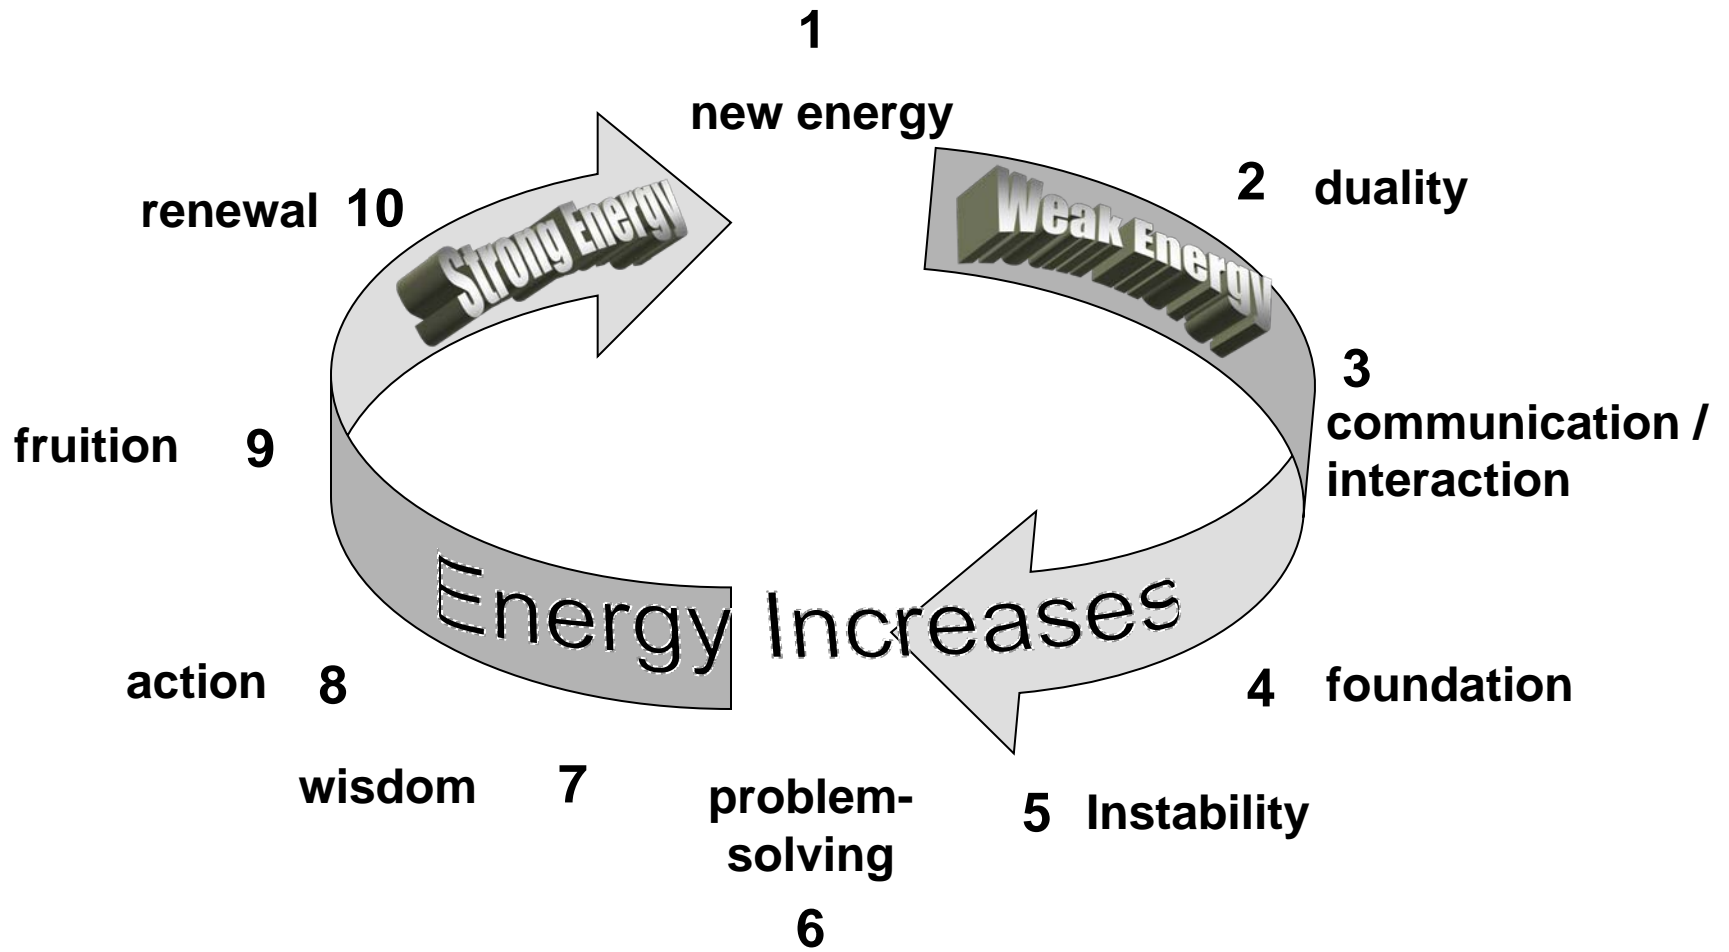 1
new energy
2 duality
Weak Energy
3
communication /
interaction
4 foundation
5 Instability
problem-
solving
6
wisdom 7
action 8
fruition 9
renewal 10
Strong Energy
Energy Increases